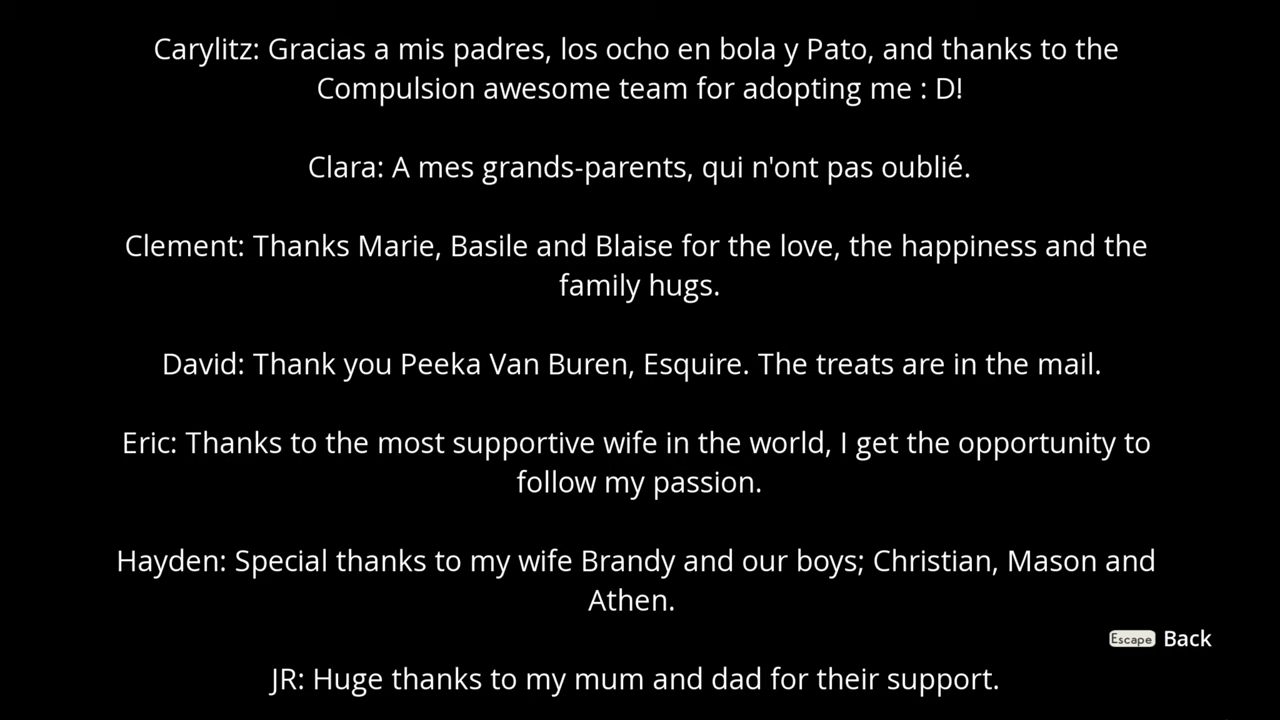 Carylitz: Gracias a mis padres, los ocho en bola y Pato, and thanks to the
Compulsion awesome team for adopting me : D!
Clara: A mes grands-parents, qui n'ont pas oublié.
Clement: Thanks Marie, Basile and Blaise for the love, the happiness and the
family hugs.
David: Thank you Peeka Van Buren, Esquire. The treats are in the mail.
Eric: Thanks to the most supportive wife in the world, I get the opportunity to
follow my passion.
Hayden: Special thanks to my wife Brandy and our boys; Christian, Mason and
Athen.
Escape Back
JR: Huge thanks to my mum and dad for their support.